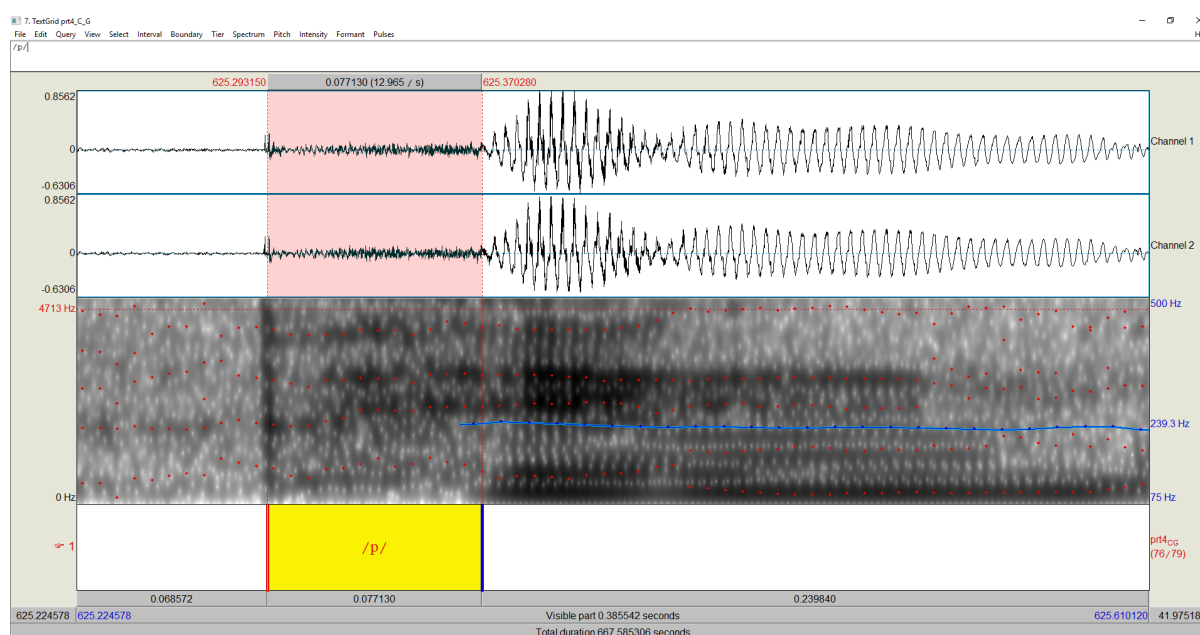 7. TextGrid prt4_C_G
File Edit Query View Select Interval Boundary Tier Spectrum Pitch Intensity Formant Pulses H
/p/
625.293150 0.077130 (12.965 / s) 625.370280
0.8562
0 Channel 1
-0.6306
0.8562
0 Channel 2
-0.6306
4713 Hz 500 Hz
239.3 Hz
0 Hz 75 Hz
1 /p/ prt4CG
(76/79)
0.068572 0.077130 0.239840
625.224578 625.224578 Visible part 0.385542 seconds 625.610120 41.97518
Total duration 667.585306 seconds